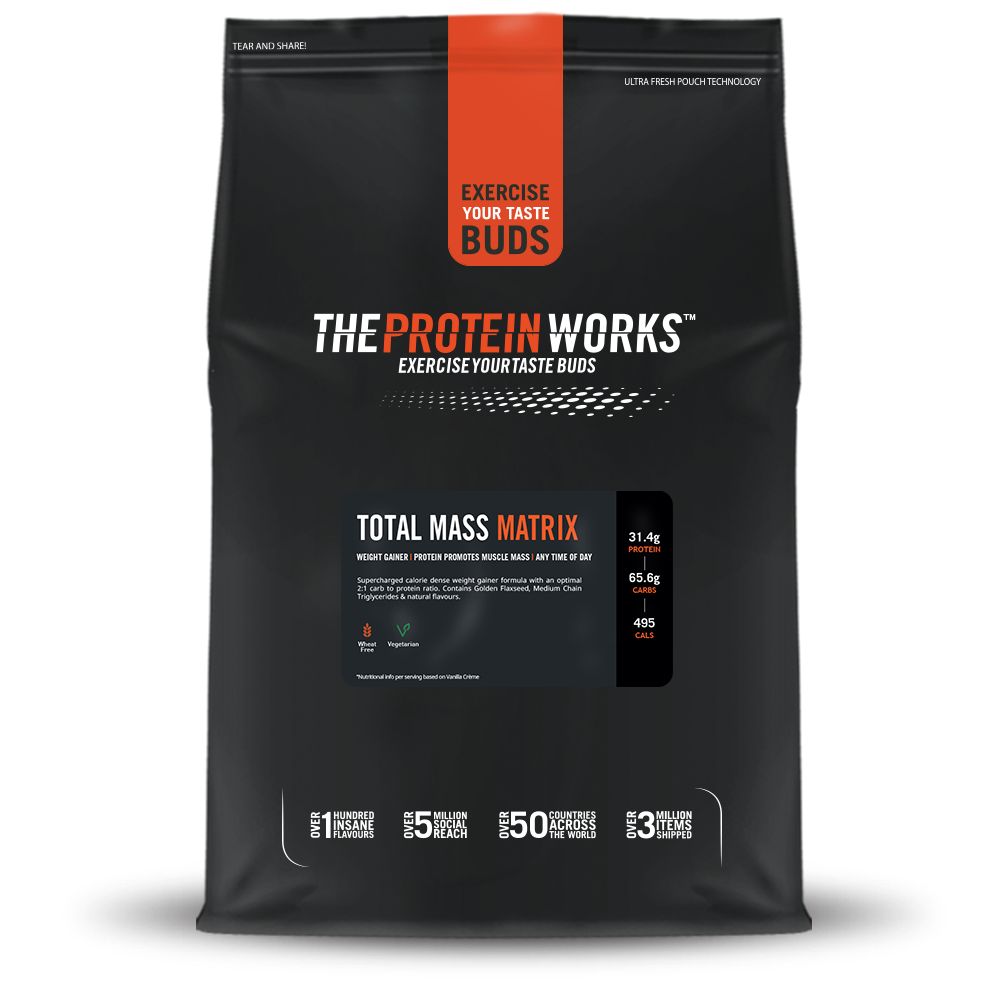 TEAR AND SHARE!
ULTRA FRESH POUCH TECHNOLOGY
EXERCISE
YOUR TASTE
BUDS
THE PROTEIN WORKS™
EXERCISE YOUR TASTE BUDS
TOTAL MASS MATRIX
WEIGHT GAINER | PROTEIN PROMOTES MUSCLE MASS | ANY TIME OF DAY
Supercharged calorie dense weight gainer formula with an optimal
2:1 carb to protein ratio. Contains Golden Flaxseed, Medium Chain
Triglycerides & natural flavours.
Wheat
Free
Vegetarian
*Nutritional info per serving based on Vanilla Crème
31.4g
PROTEIN
65.6g
CARBS
495
CALS
OVER 1 HUNDRED INSANE FLAVOURS
OVER 5 MILLION SOCIAL REACH
OVER 50 COUNTRIES ACROSS THE WORLD
OVER 3 MILLION ITEMS SHIPPED